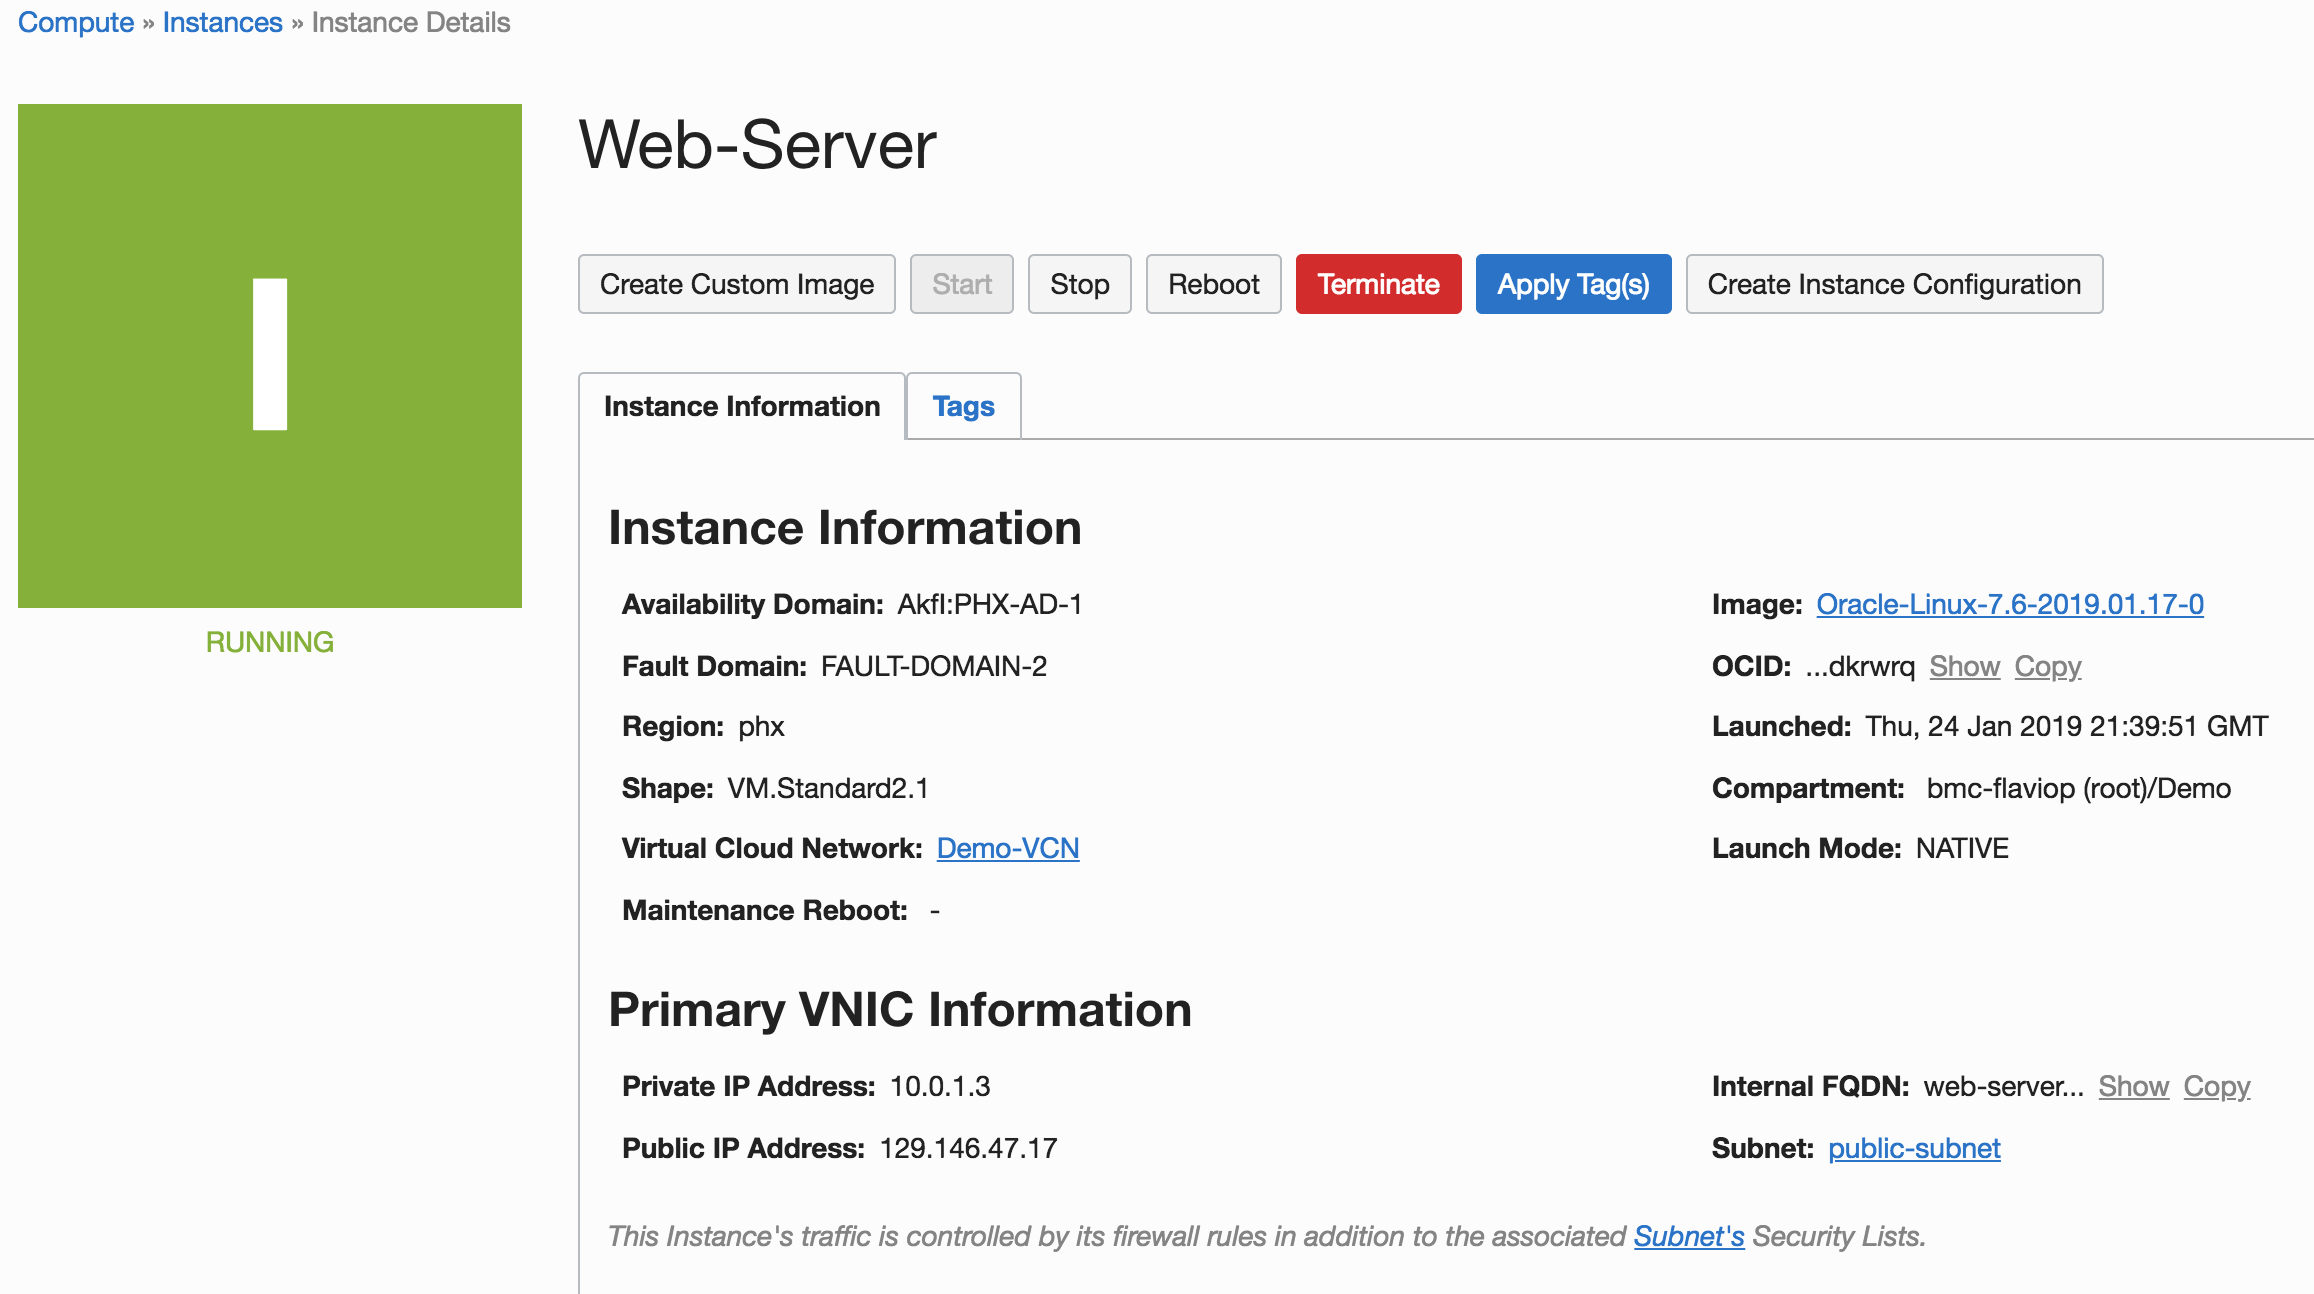 Compute » Instances » Instance Details
Web-Server
Create Custom Image Start Stop Reboot Terminate Apply Tag(s) Create Instance Configuration
I
RUNNING
Instance Information Tags
Instance Information
Availability Domain: AkfI:PHX-AD-1
Fault Domain: FAULT-DOMAIN-2
Region: phx
Shape: VM.Standard2.1
Virtual Cloud Network: Demo-VCN
Maintenance Reboot: -
Image: Oracle-Linux-7.6-2019.01.17-0
OCID: ...dkrwrq Show Copy
Launched: Thu, 24 Jan 2019 21:39:51 GMT
Compartment: bmc-flaviop (root)/Demo
Launch Mode: NATIVE
Primary VNIC Information
Private IP Address: 10.0.1.3
Public IP Address: 129.146.47.17
Internal FQDN: web-server... Show Copy
Subnet: public-subnet
This Instance's traffic is controlled by its firewall rules in addition to the associated Subnet's Security Lists.